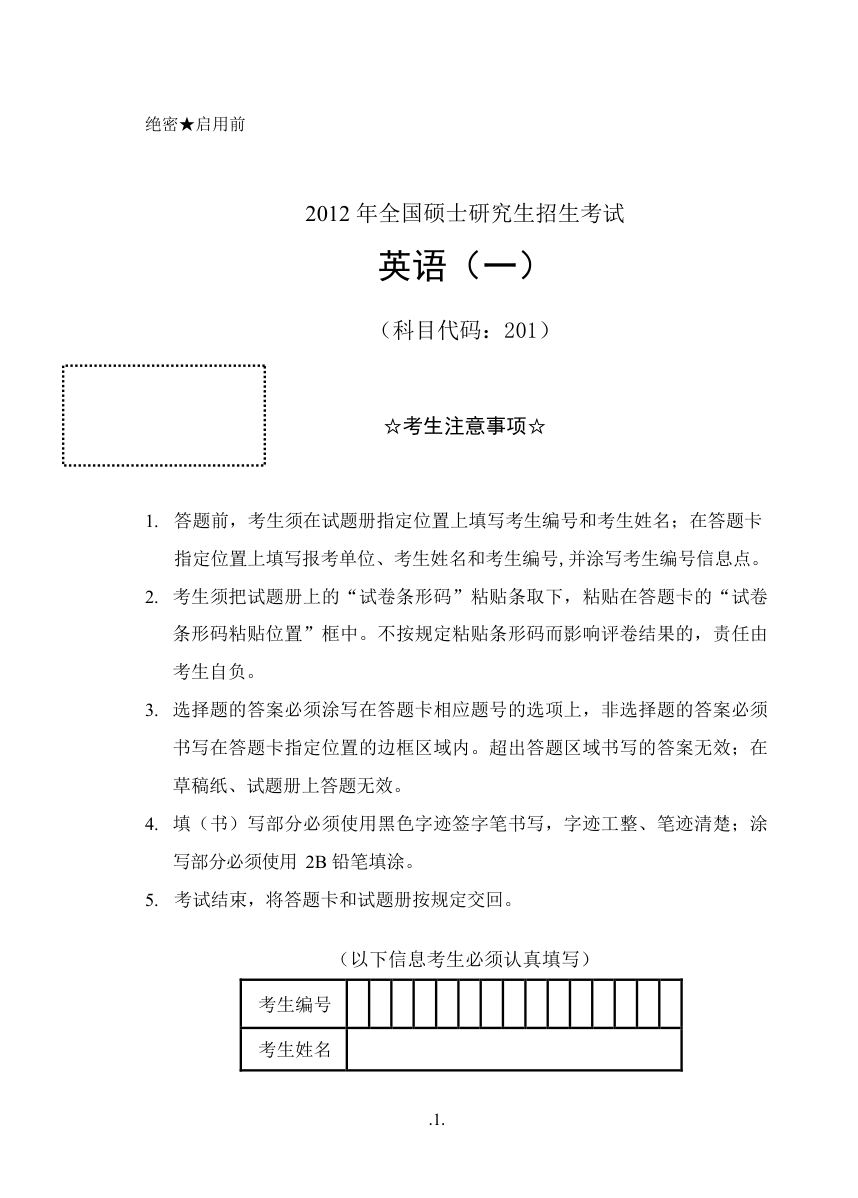 绝密★启用前
2012 年全国硕士研究生招生考试
英语（一）
（科目代码：201）
☆考生注意事项☆
1. 答题前，考生须在试题册指定位置上填写考生编号和考生姓名；在答题卡
指定位置上填写报考单位、考生姓名和考生编号,并涂写考生编号信息点。
2. 考生须把试题册上的“试卷条形码”粘贴条取下，粘贴在答题卡的“试卷
条形码粘贴位置”框中。不按规定粘贴条形码而影响评卷结果的，责任由
考生自负。
3. 选择题的答案必须涂写在答题卡相应题号的选项上，非选择题的答案必须
书写在答题卡指定位置的边框区域内。超出答题区域书写的答案无效；在
草稿纸、试题册上答题无效。
4. 填（书）写部分必须使用黑色字迹签字笔书写，字迹工整、笔迹清楚；涂
写部分必须使用 2B 铅笔填涂。
5. 考试结束，将答题卡和试题册按规定交回。
（以下信息考生必须认真填写）
考生编号
考生姓名
.1.